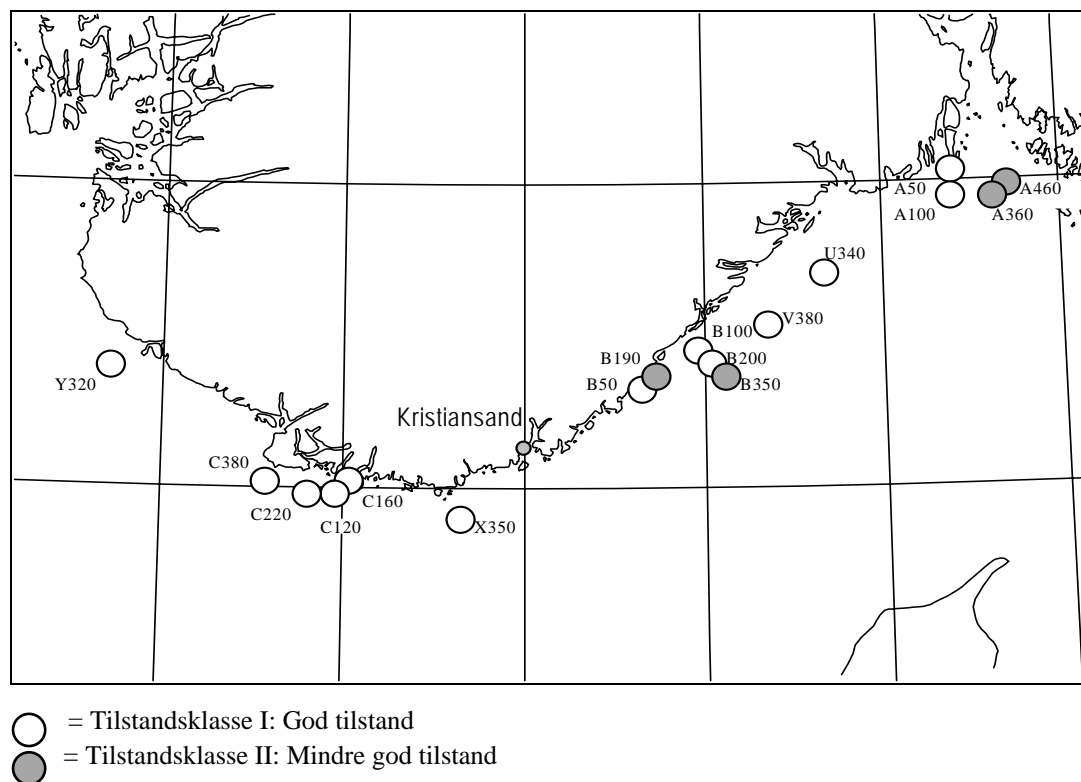 A50
A460
A100
A360
U340
V380
B100
B190
B200
Y320
B50
B350
Kristiansand
C380
C160
C220
C120
X350
= Tilstandsklasse I: God tilstand
= Tilstandsklasse II: Mindre god tilstand